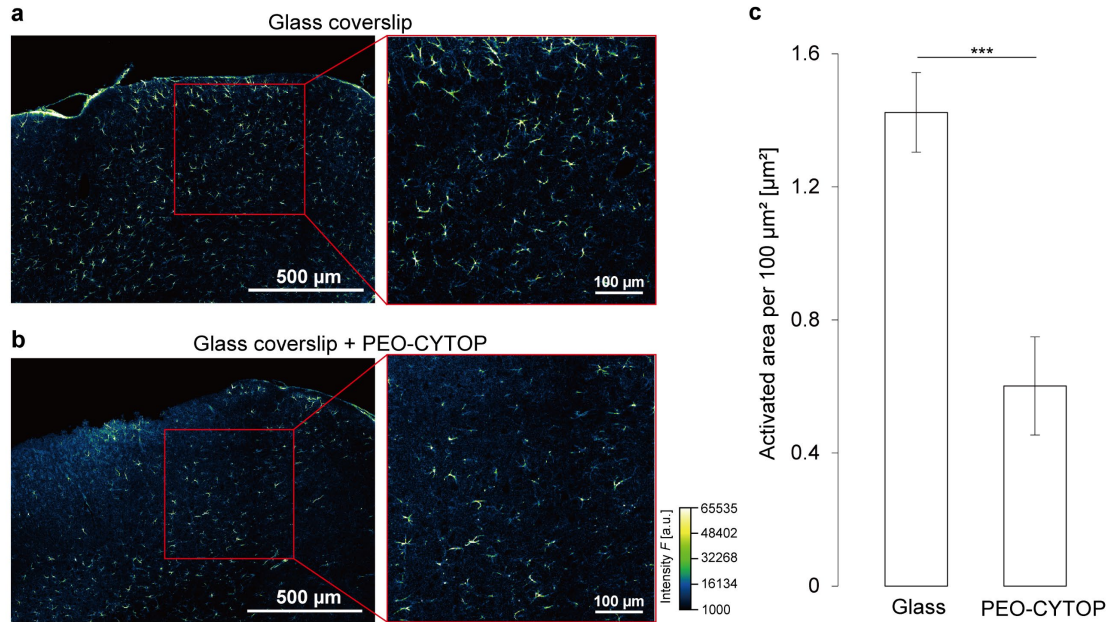 a
Glass coverslip
500 µm
100 µm
b
Glass coverslip + PEO-CYTOP
500 µm
100 µm
Intensity F [a.u.]
65535
48402
32268
16134
1000
c
***
Activated area per 100 µm² [µm²]
1.6
1.2
0.8
0.4
0
Glass
PEO-CYTOP